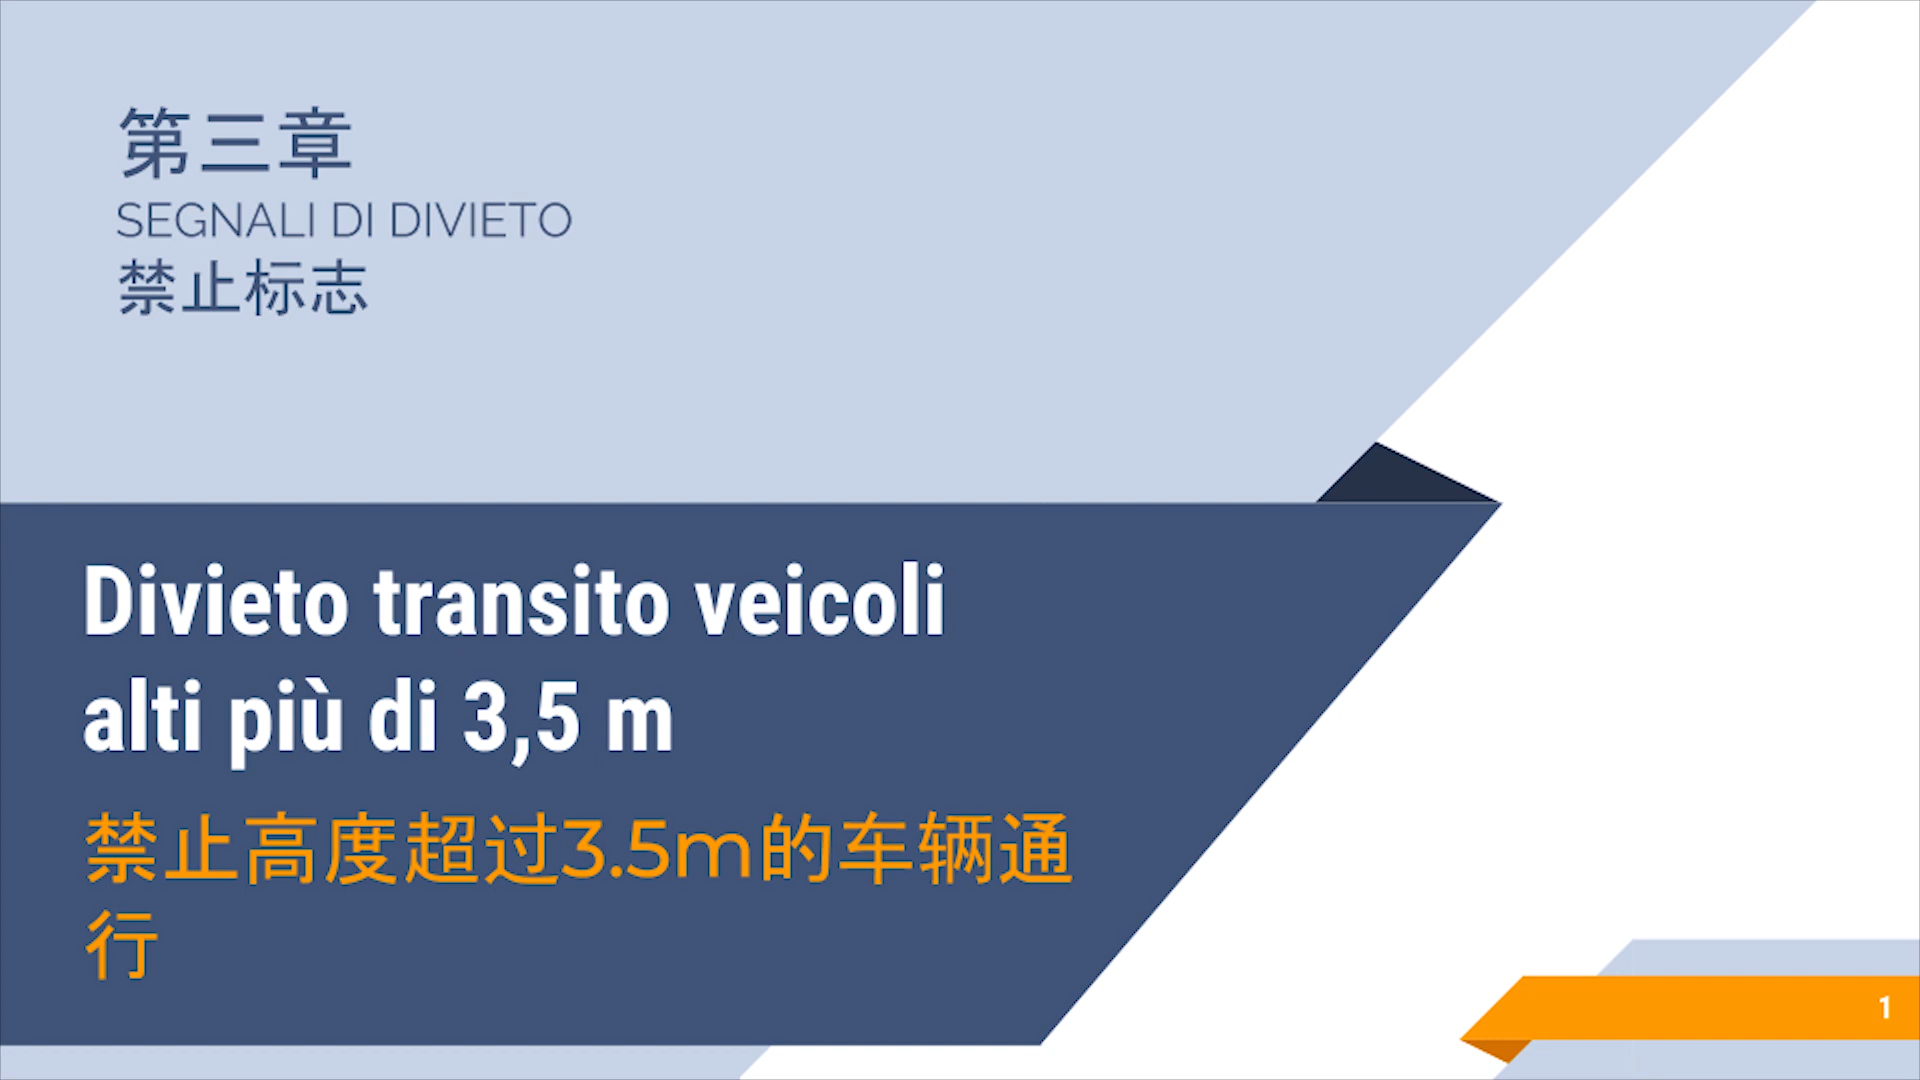 第三章
SEGNALI DI DIVIETO
禁止标志
Divieto transito veicoli
alti più di 3,5 m
禁止高度超过3.5m的车辆通
行
1